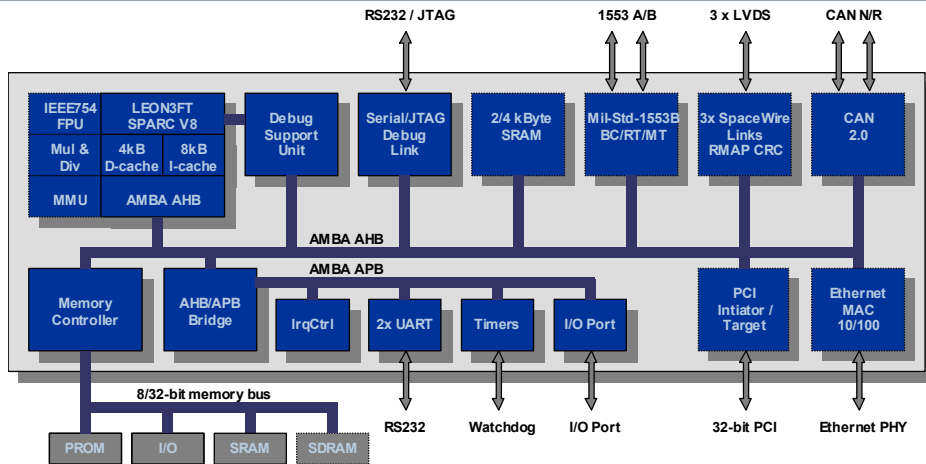 RS232 / JTAG
1553 A/B
3 x LVDS
CAN N/R
IEEE754
FPU
LEON3FT
SPARC V8
Mul &
Div
4kB
D-cache
8kB
I-cache
MMU
AMBA AHB
Debug
Support
Unit
Serial/JTAG
Debug
Link
2/4 kByte
SRAM
Mil-Std-1553B
BC/RT/MT
3x SpaceWire
Links
RMAP CRC
CAN
2.0
AMBA AHB
AMBA APB
Memory
Controller
AHB/APB
Bridge
IrqCtrl
2x UART
Timers
I/O Port
PCI
Intiator /
Target
Ethernet
MAC
10/100
8/32-bit memory bus
RS232
Watchdog
I/O Port
32-bit PCI
Ethernet PHY
PROM
I/O
SRAM
SDRAM